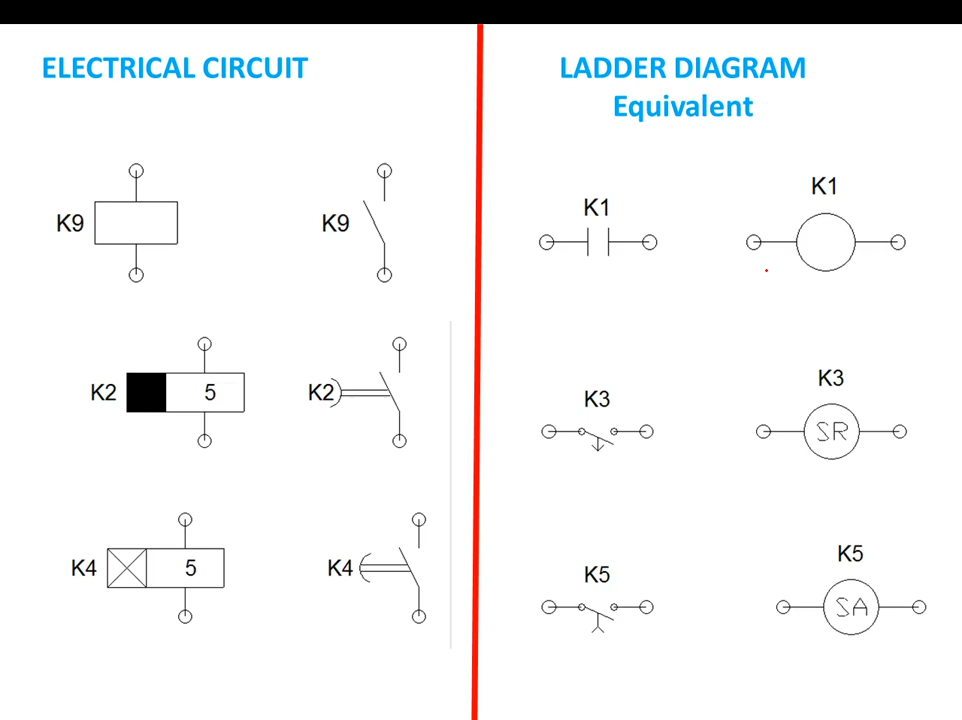 ELECTRICAL CIRCUIT
LADDER DIAGRAM
Equivalent
K9
K9
K1
K1
K2
5
K2
K3
K3
SR
K4
5
K4
K5
K5
SA